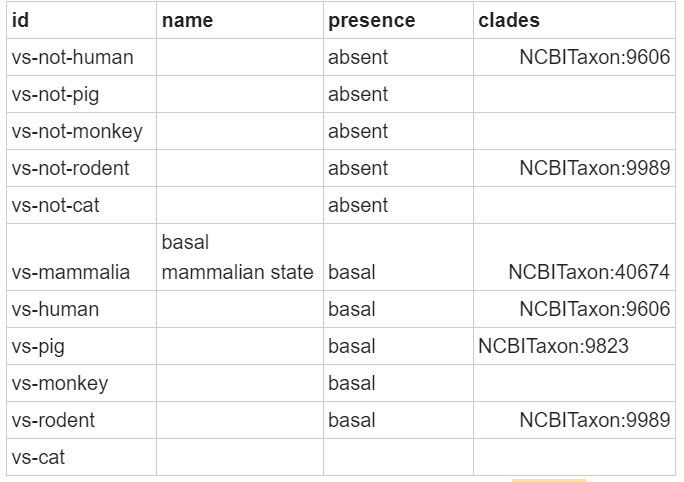 id name presence clades
vs-not-human absent NCBITaxon:9606
vs-not-pig absent
vs-not-monkey absent
vs-not-rodent absent NCBITaxon:9989
vs-not-cat absent
basal
vs-mammalia mammalian state basal NCBITaxon:40674
vs-human basal NCBITaxon:9606
vs-pig basal NCBITaxon:9823
vs-monkey basal
vs-rodent basal NCBITaxon:9989
vs-cat